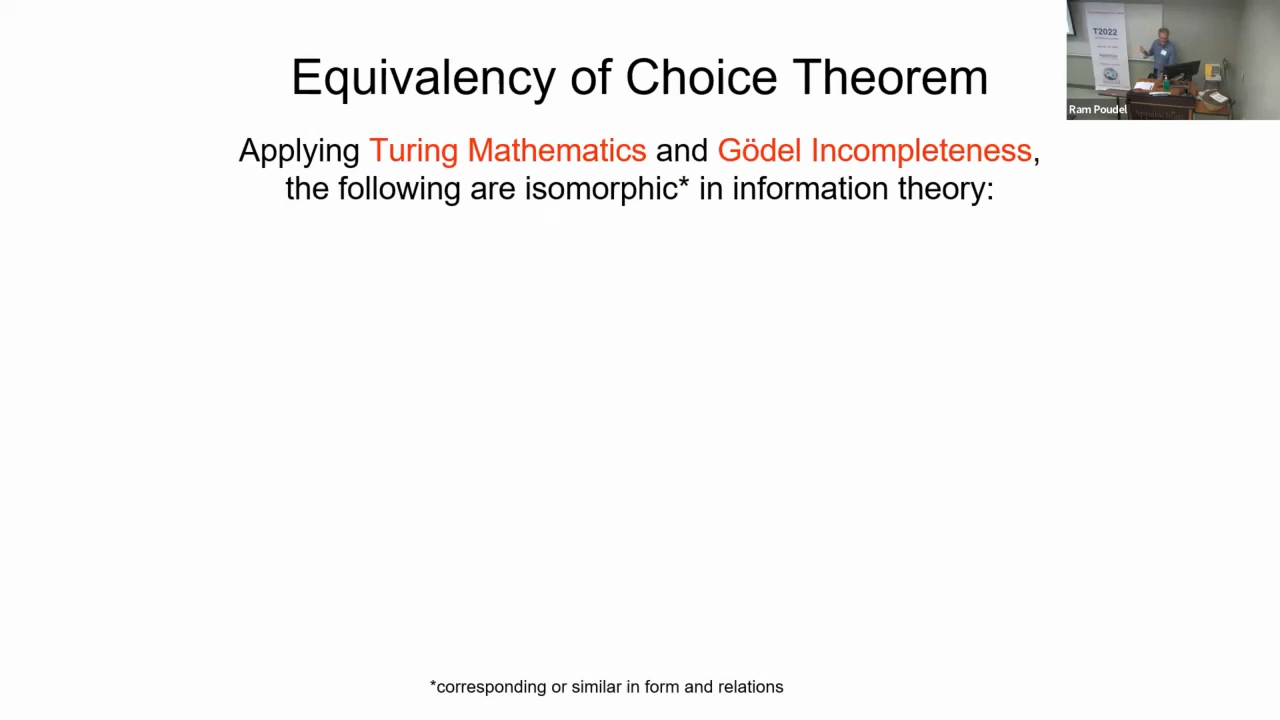 Equivalency of Choice Theorem
Applying Turing Mathematics and Gödel Incompleteness,
the following are isomorphic* in information theory:
*corresponding or similar in form and relations
T2022
Ram Poudel